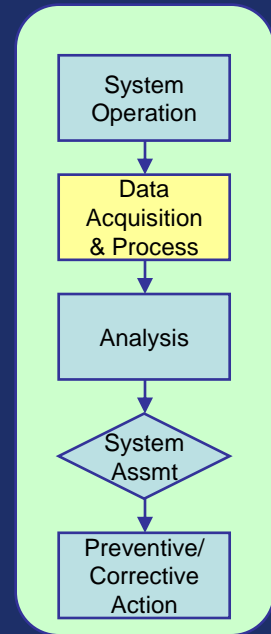 System
Operation
Data
Acquisition
& Process
Analysis
System
Assmt
Preventive/
Corrective
Action